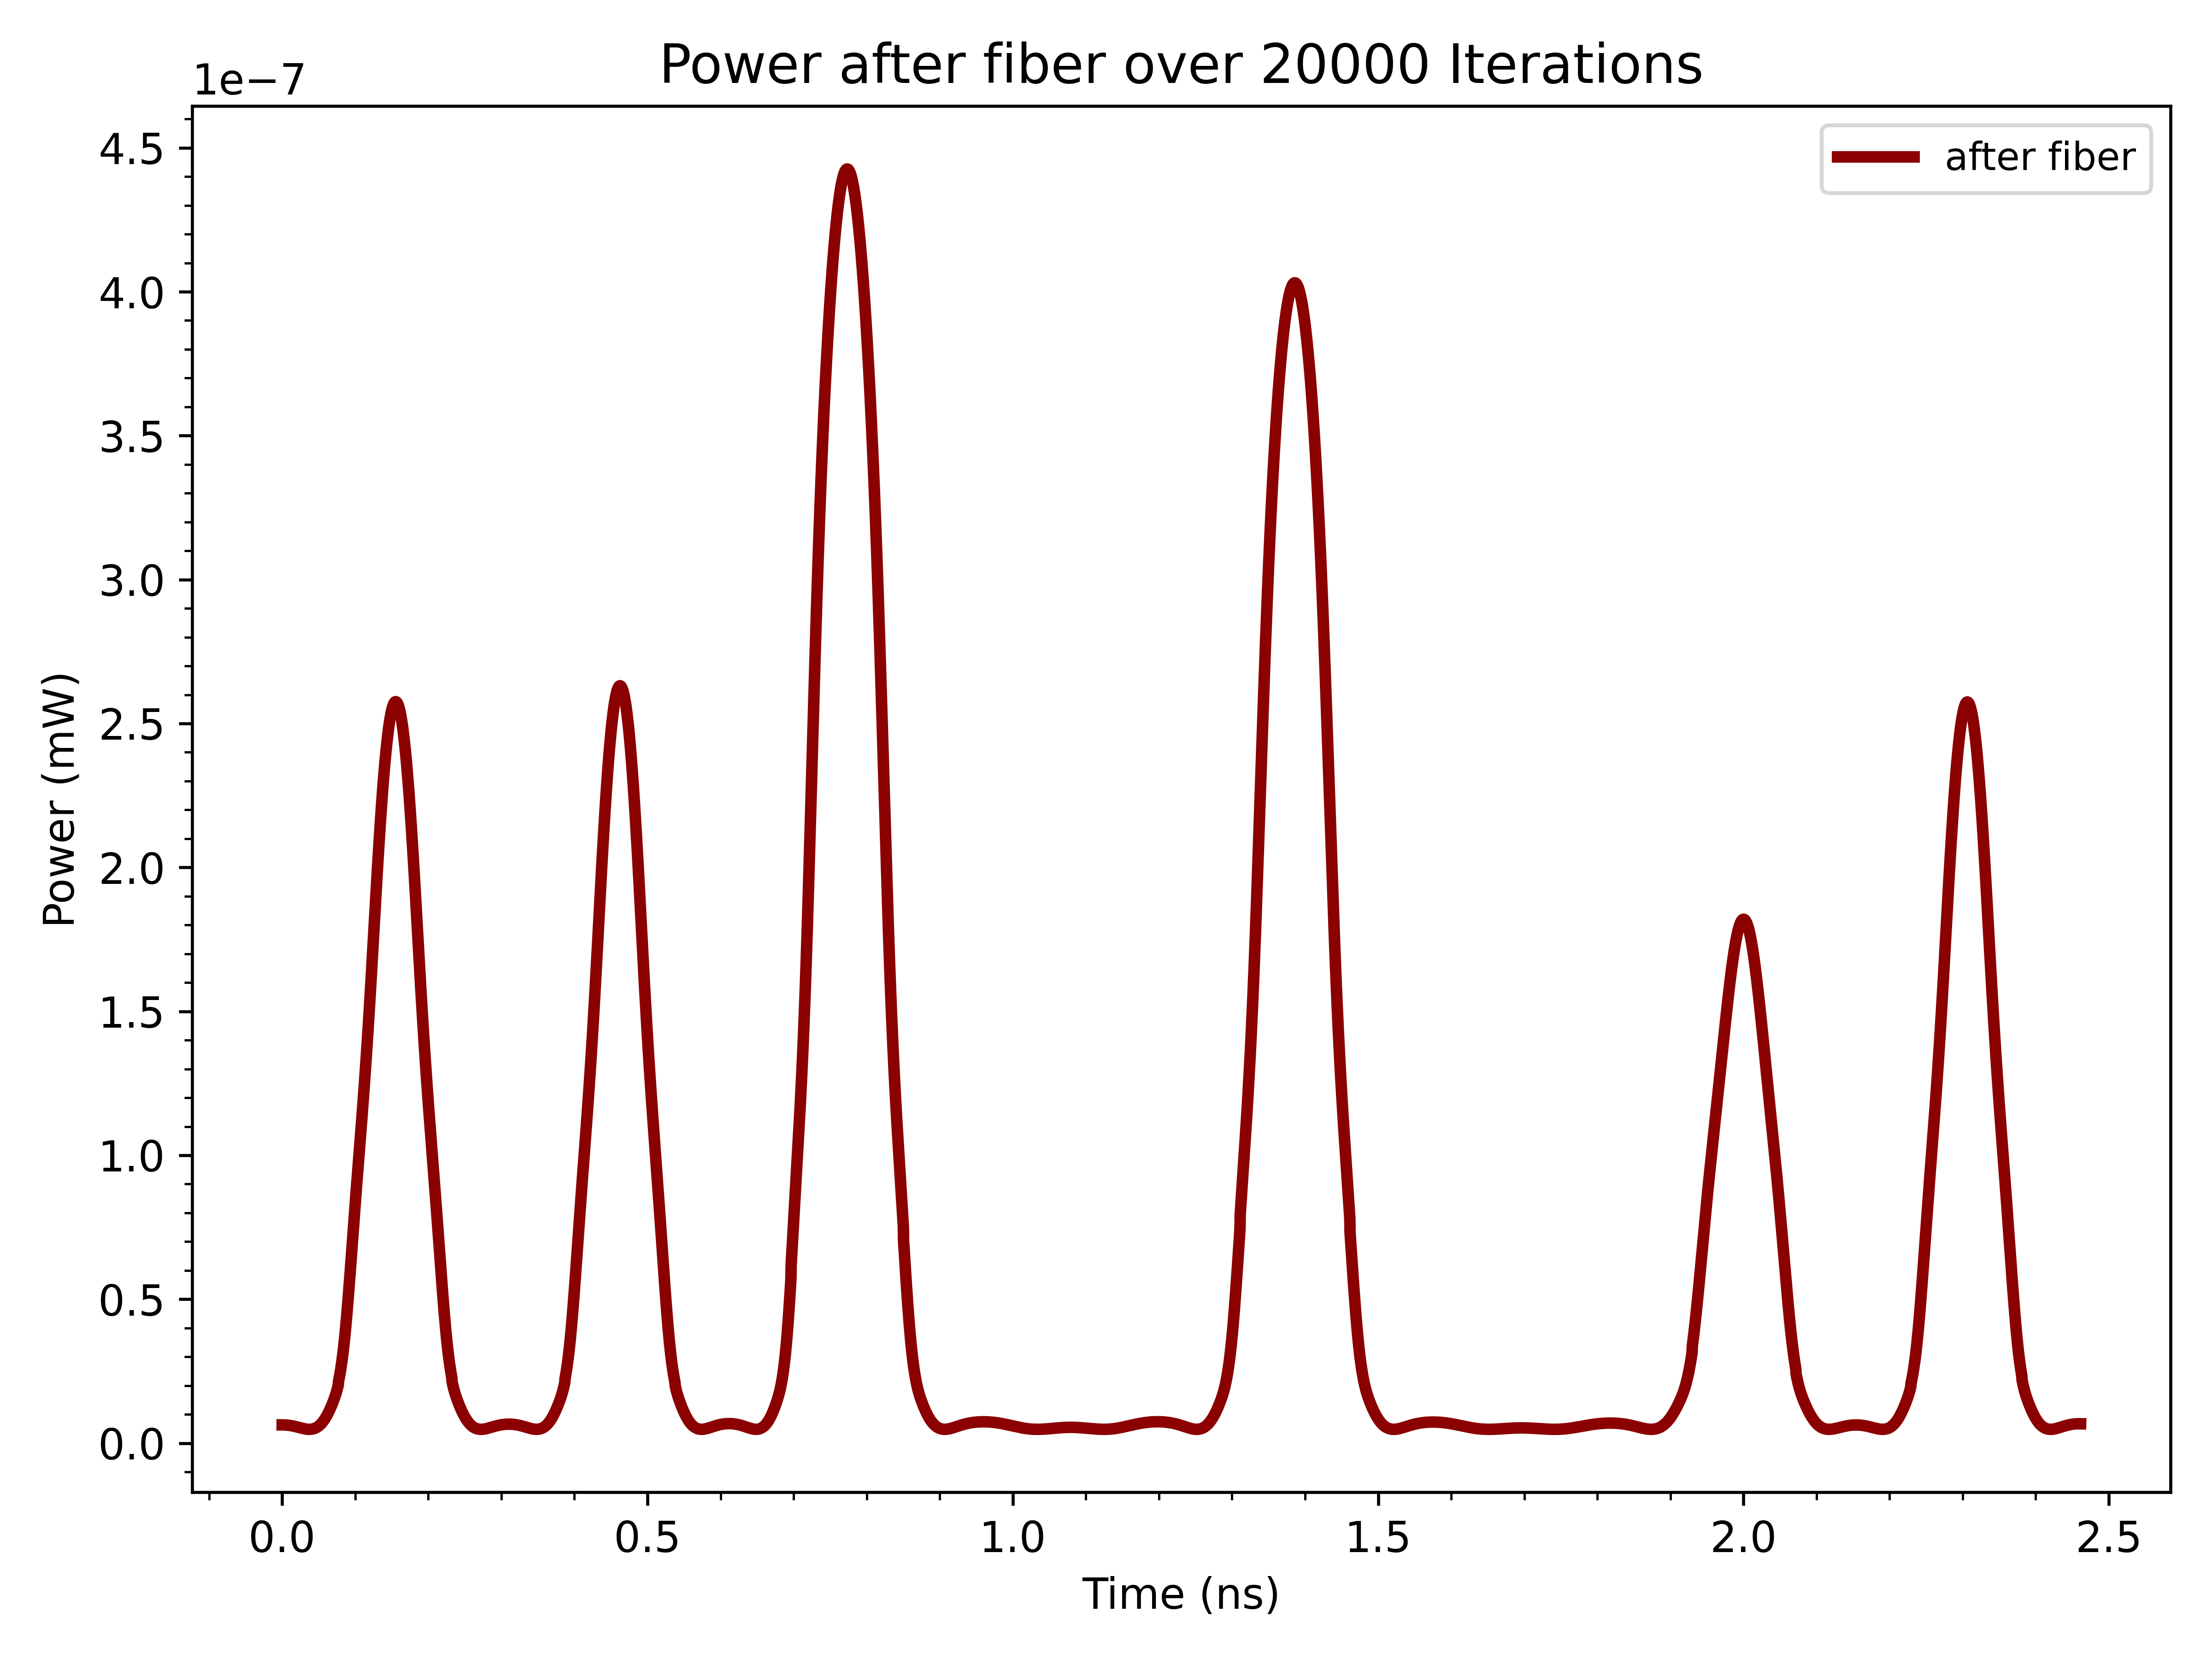 Power after fiber over 20000 Iterations
1e−7
after fiber
4.5
4.0
3.5
3.0
2.5
2.0
1.5
1.0
0.5
0.0
Power (mW)
0.0 0.5 1.0 1.5 2.0 2.5
Time (ns)